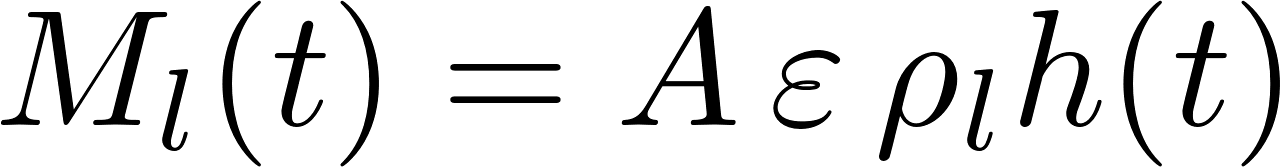 M_l(t) = A ε ρ_l h(t)